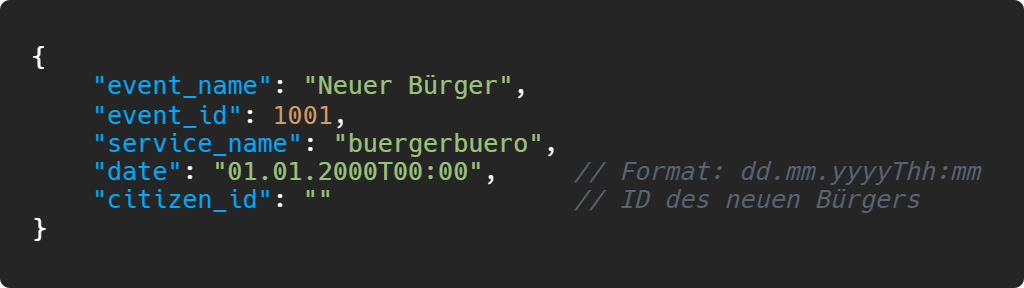 {
    "event_name": "Neuer Bürger",
    "event_id": 1001,
    "service_name": "buergerbuero",
    "date": "01.01.2000T00:00",     // Format: dd.mm.yyyyThh:mm
    "citizen_id": ""                // ID des neuen Bürgers
}